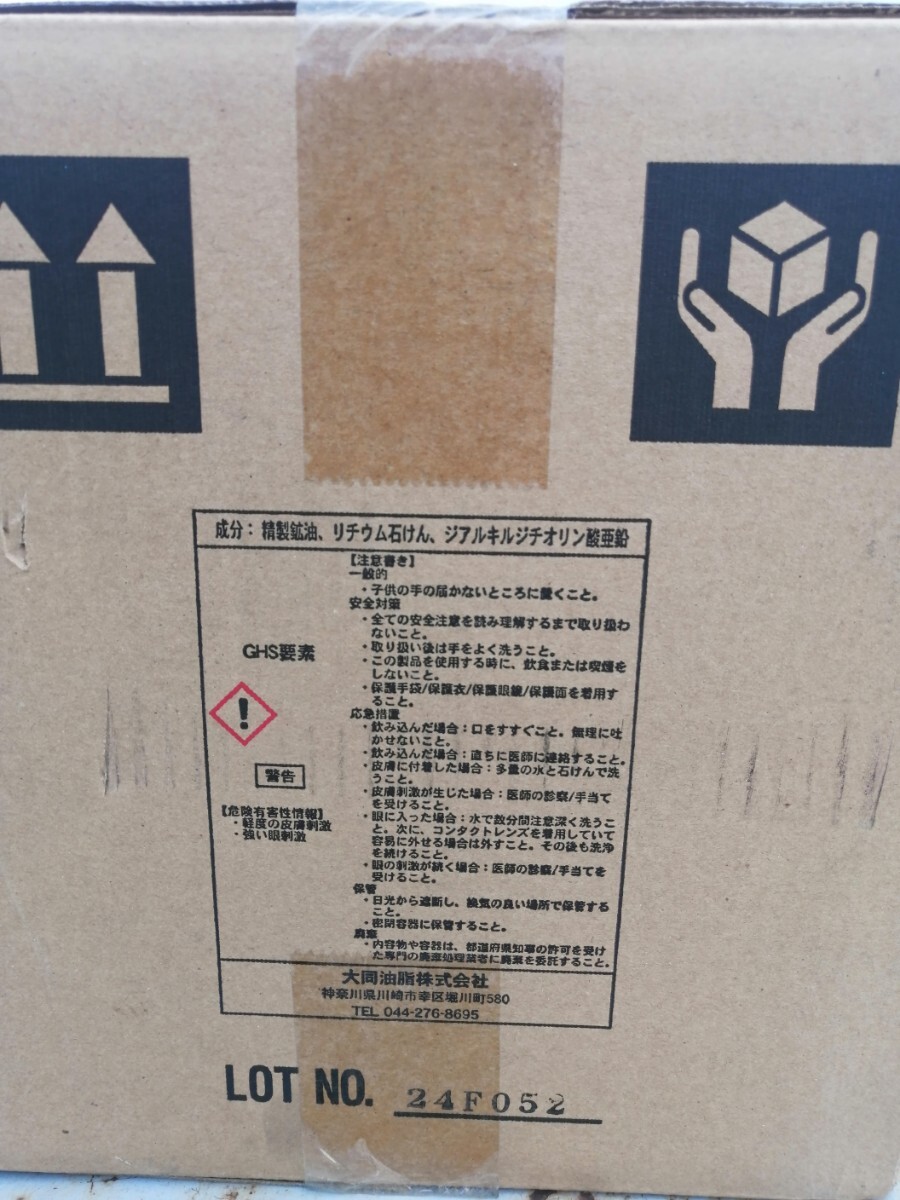 成分：精製鉱油、リチウム石けん、ジアルキルジチオリン酸亜鉛
GHS要素
!
警告
【危険有害性情報】
・軽度の皮膚刺激
・強い眼刺激
【注意書き】
一般的
・子供の手の届かないところに置くこと。
安全対策
・全ての安全注意を読み理解するまで取り扱わ
ないこと。
・取り扱い後は手をよく洗うこと。
・この製品を使用する時に、飲食または喫煙を
しないこと。
・保護手袋/保護衣/保護眼鏡/保護面を着用す
ること。
応急措置
・飲み込んだ場合：口をすすぐこと。無理に吐
かせないこと。
・飲み込んだ場合：直ちに医師に連絡すること。
・皮膚に付着した場合：多量の水と石けんで洗
うこと。
・皮膚刺激が生じた場合：医師の診察/手当て
を受けること。
・眼に入った場合：水で数分間注意深く洗うこ
と。次に、コンタクトレンズを着用していて
容易に外せる場合は外すこと。その後も洗浄
を続けること。
・眼の刺激が続く場合：医師の診察/手当てを
受けること。
保管
・日光から遮断し、換気の良い場所で保管する
こと。
・密閉容器に保管すること。
廃棄
・内容物や容器は、都道府県知事の許可を受け
た専門の廃棄処理業者に廃棄を委託すること。
大同油脂株式会社
神奈川県川崎市幸区堀川町580
TEL 044-276-8695
LOT NO. 24F052